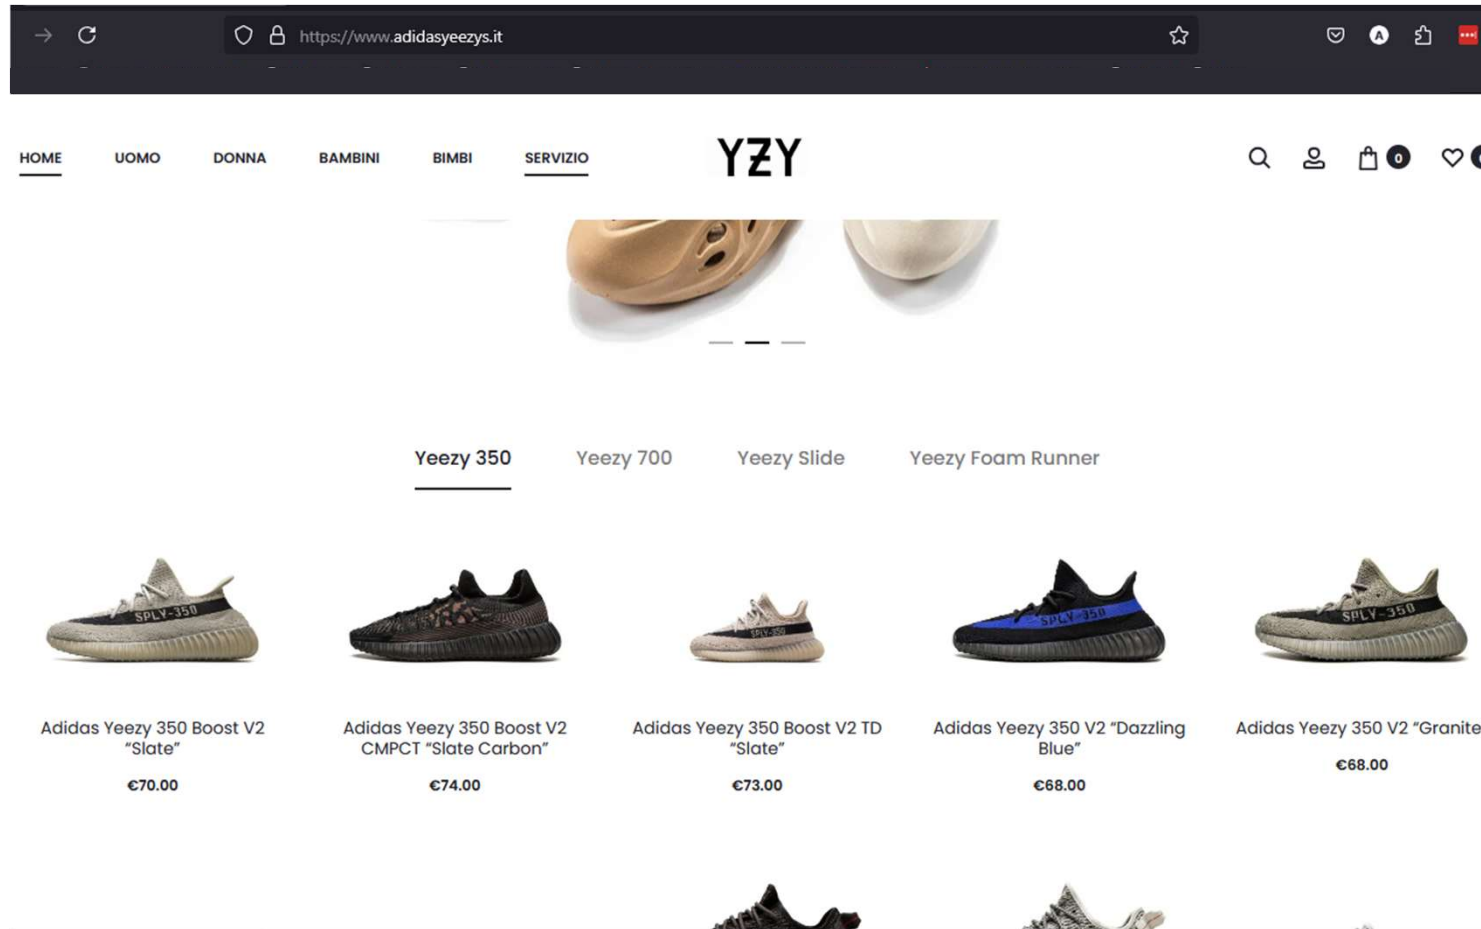 https://www.adidasyeezys.it
A
HOME UOMO DONNA BAMBINI BIMBI SERVIZIO YZY 0
Yeezy 350 Yeezy 700 Yeezy Slide Yeezy Foam Runner
SPLY-350 SPLY-350 SPLY-350 SPLY-350
Adidas Yeezy 350 Boost V2 Adidas Yeezy 350 Boost V2 Adidas Yeezy 350 Boost V2 TD Adidas Yeezy 350 V2 “Dazzling Adidas Yeezy 350 V2 “Granite
“Slate” CMPCT “Slate Carbon” “Slate” Blue”
€70.00 €74.00 €73.00 €68.00 €68.00